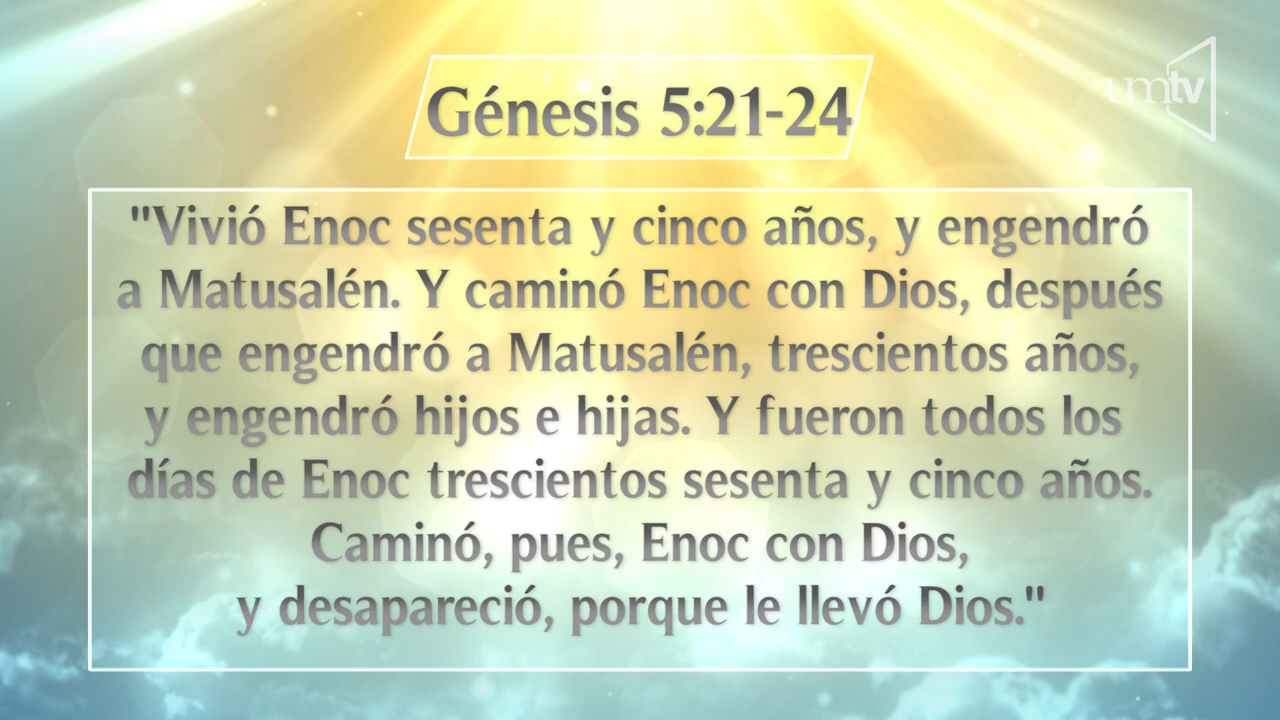 umtv
Génesis 5:21-24
"Vivió Enoc sesenta y cinco años, y engendró
a Matusalén. Y caminó Enoc con Dios, después
que engendró a Matusalén, trescientos años,
y engendró hijos e hijas. Y fueron todos los
días de Enoc trescientos sesenta y cinco años.
Caminó, pues, Enoc con Dios,
y desapareció, porque le llevó Dios."